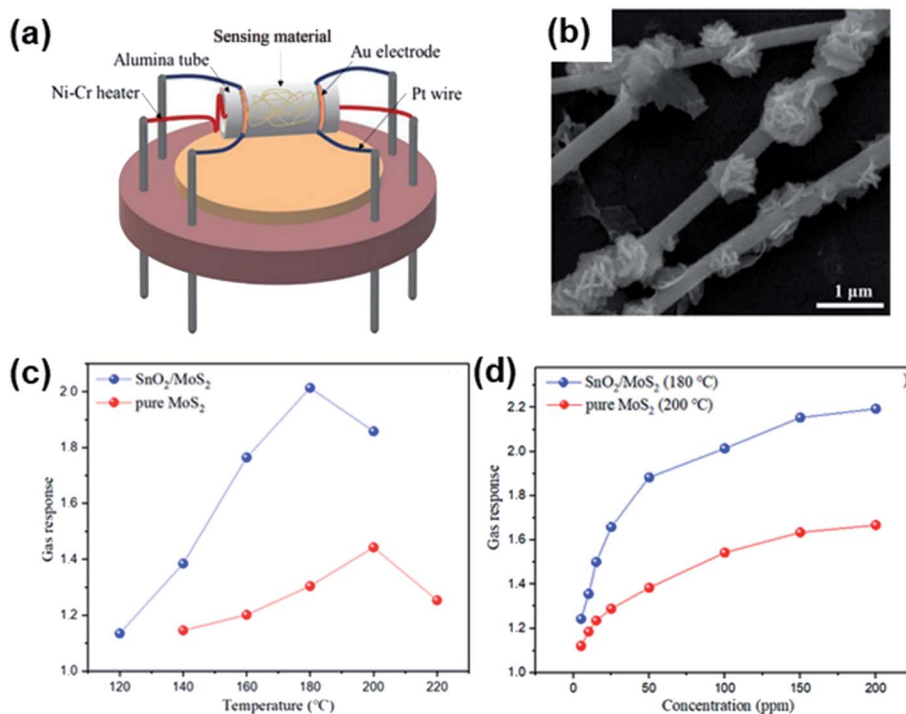 (a)
Sensing material
Alumina tube
Au electrode
Ni-Cr heater
Pt wire
(b)
1 μm
(c)
SnO₂/MoS₂
pure MoS₂
Gas response
2.0
1.8
1.6
1.4
1.2
1.0
120 140 160 180 200 220
Temperature (°C)
(d)
SnO₂/MoS₂ (180 °C)
pure MoS₂ (200 °C)
)
Gas response
2.2
2.0
1.8
1.6
1.4
1.2
1.0
0 50 100 150 200
Concentration (ppm)